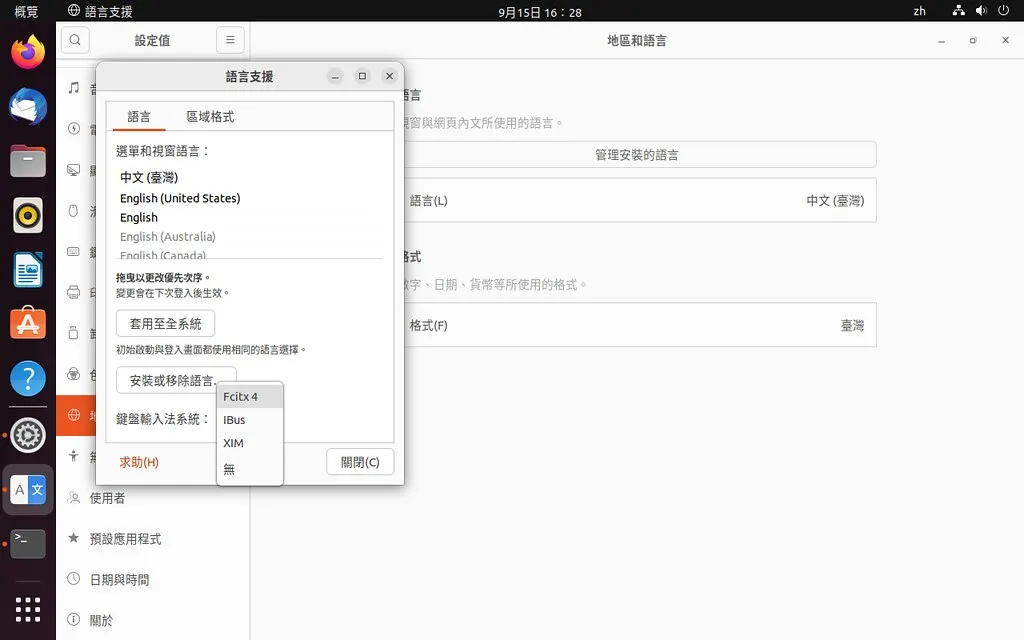 概覽
語言支援
9月15日 16：28
zh
設定值
地區和語言
語言支援
語言
區域格式
選單和視窗語言：
中文 (臺灣)
English (United States)
English
English (Australia)
English (Canada)
拖曳以更改優先次序。
變更會在下次登入後生效。
套用至全系統
初始啟動與登入畫面都使用相同的語言選擇。
安裝或移除語言
鍵盤輸入法系統：
Fcitx 4
IBus
XIM
無
求助(H)
關閉(C)
言
窗與網頁內文所使用的語言。
管理安裝的語言
語言(L)
中文 (臺灣)
式
字、日期、貨幣等所使用的格式。
格式(F)
臺灣
使用者
預設應用程式
日期與時間
關於